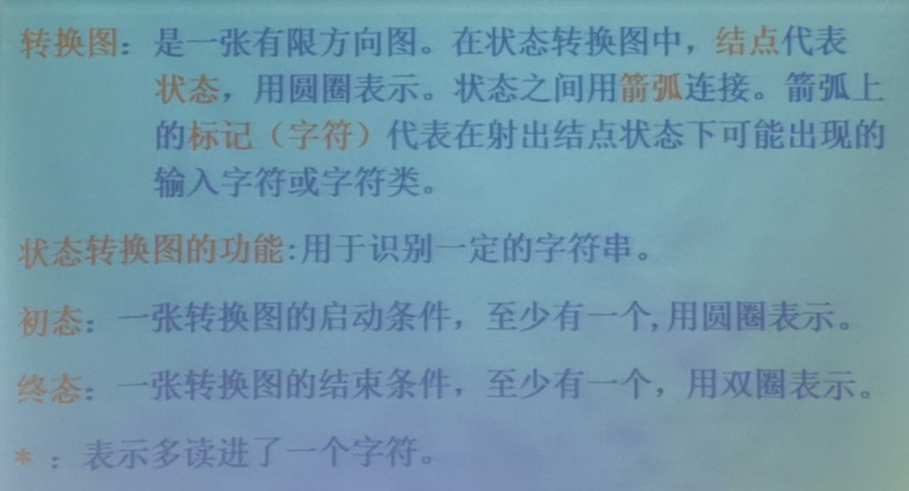 转换图：是一张有限方向图。在状态转换图中，结点代表
状态，用圆圈表示。状态之间用箭弧连接。箭弧上
的标记（字符）代表在射出结点状态下可能出现的
输入字符或字符类。
状态转换图的功能:用于识别一定的字符串。
初态：一张转换图的启动条件，至少有一个,用圆圈表示。
终态：一张转换图的结束条件，至少有一个，用双圈表示。
*：表示多读进了一个字符。